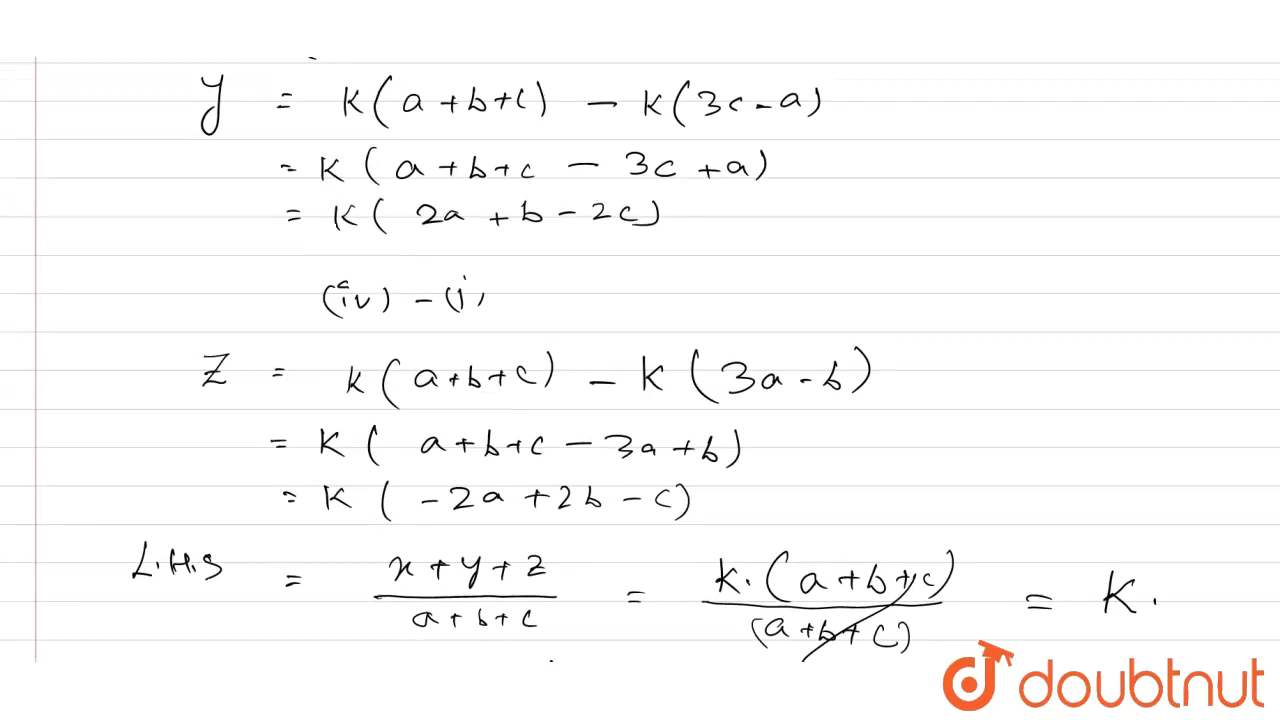 y = K(a+b+c) - K(3c-a)
= K(a+b+c - 3c+a)
= K(2a+b-2c)
(iv) - (i)
Z = K(a+b+c) - K(3a-b)
= K(a+b+c-3a+b)
= K(-2a+2b-c)
L.H.S = x+y+z / a+b+c = K.(a+b+c) / (a+b+c) = K.
doubtnut